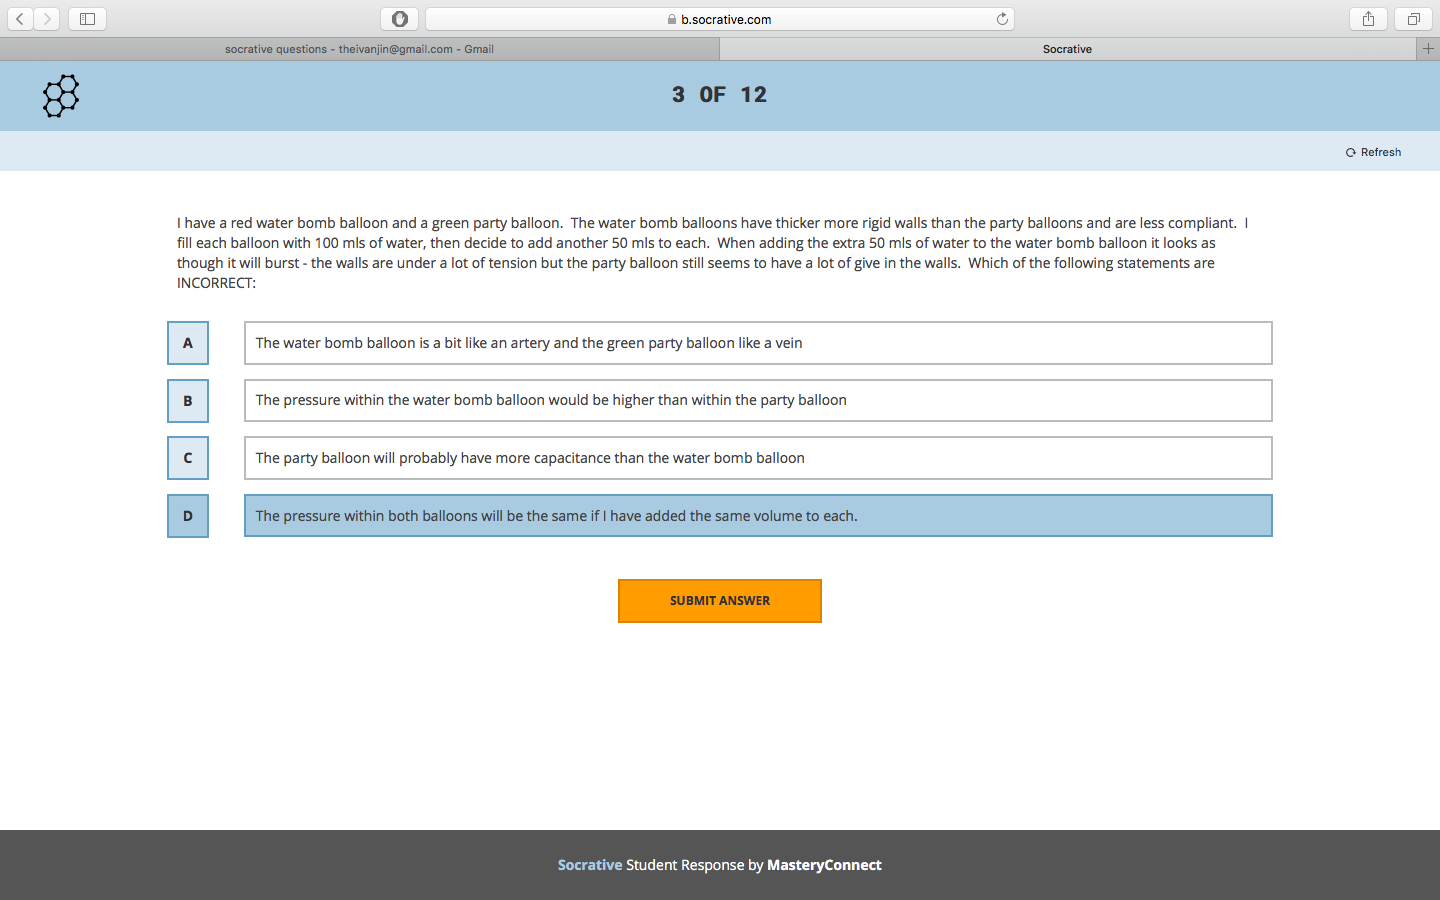 b.socrative.com
socrative questions - theivanjin@gmail.com - Gmail
Socrative
3 OF 12
Refresh
I have a red water bomb balloon and a green party balloon.  The water bomb balloons have thicker more rigid walls than the party balloons and are less compliant.  I
fill each balloon with 100 mls of water, then decide to add another 50 mls to each.  When adding the extra 50 mls of water to the water bomb balloon it looks as
though it will burst - the walls are under a lot of tension but the party balloon still seems to have a lot of give in the walls.  Which of the following statements are
INCORRECT:
A The water bomb balloon is a bit like an artery and the green party balloon like a vein
B The pressure within the water bomb balloon would be higher than within the party balloon
C The party balloon will probably have more capacitance than the water bomb balloon
D The pressure within both balloons will be the same if I have added the same volume to each.
SUBMIT ANSWER
Socrative Student Response by MasteryConnect